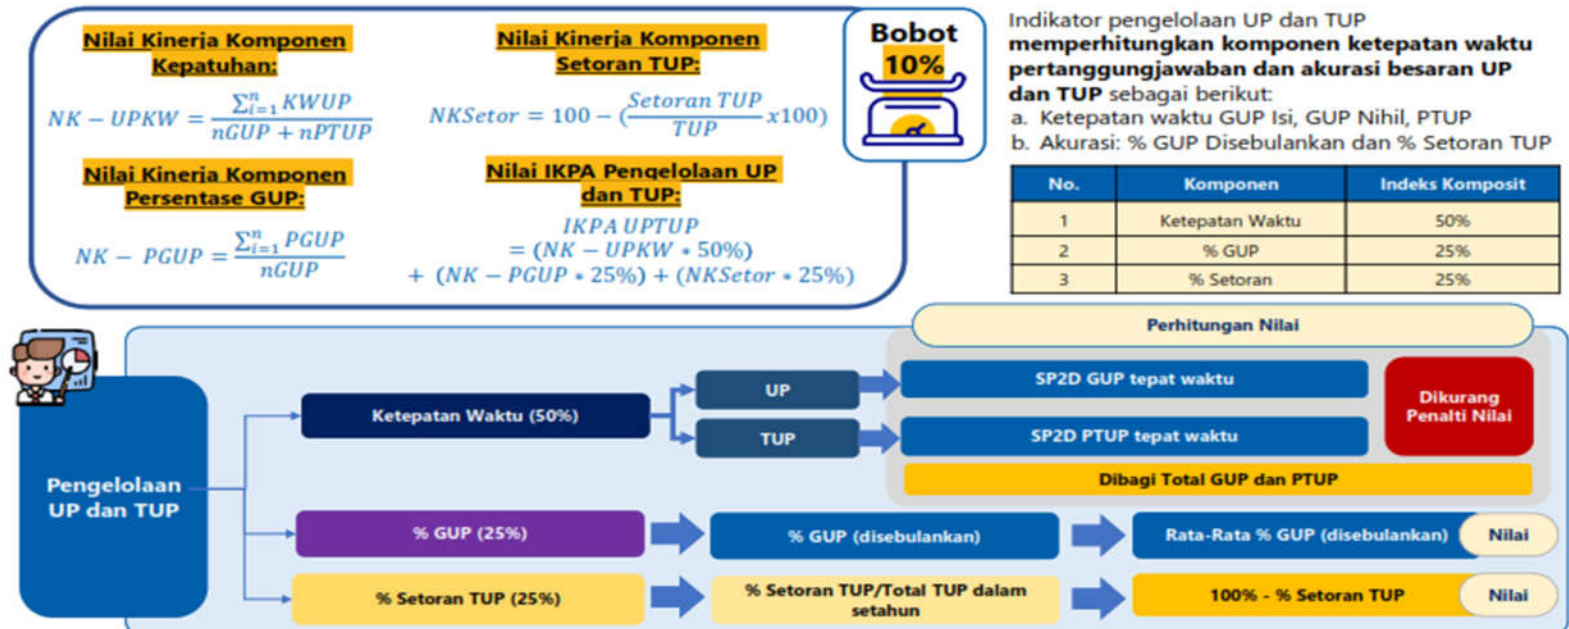 Nilai Kinerja Komponen
Kepatuhan:
NK − UPKW = \frac{\sum_{i=1}^{n} KWUP}{nGUP + nPTUP}
Nilai Kinerja Komponen
Setoran TUP:
NKSetor = 100 − (\frac{Setoran TUP}{TUP} x100)
Nilai Kinerja Komponen
Persentase GUP:
NK − PGUP = \frac{\sum_{i=1}^{n} PGUP}{nGUP}
Nilai IKPA Pengelolaan UP
dan TUP:
IKPA UPTUP
= (NK − UPKW * 50%)
+ (NK − PGUP * 25%) + (NKSetor * 25%)
Bobot
10%
Indikator pengelolaan UP dan TUP
memperhitungkan komponen ketepatan waktu
pertanggungjawaban dan akurasi besaran UP
dan TUP sebagai berikut:
a. Ketepatan waktu GUP Isi, GUP Nihil, PTUP
b. Akurasi: % GUP Disebulankan dan % Setoran TUP
No. Komponen Indeks Komposit
1 Ketepatan Waktu 50%
2 % GUP 25%
3 % Setoran 25%
Perhitungan Nilai
Pengelolaan
UP dan TUP
Ketepatan Waktu (50%)
UP
SP2D GUP tepat waktu
TUP
SP2D PTUP tepat waktu
Dikurang
Penalti Nilai
Dibagi Total GUP dan PTUP
% GUP (25%)
% GUP (disebulankan)
Rata-Rata % GUP (disebulankan)
Nilai
% Setoran TUP (25%)
% Setoran TUP/Total TUP dalam
setahun
100% - % Setoran TUP
Nilai